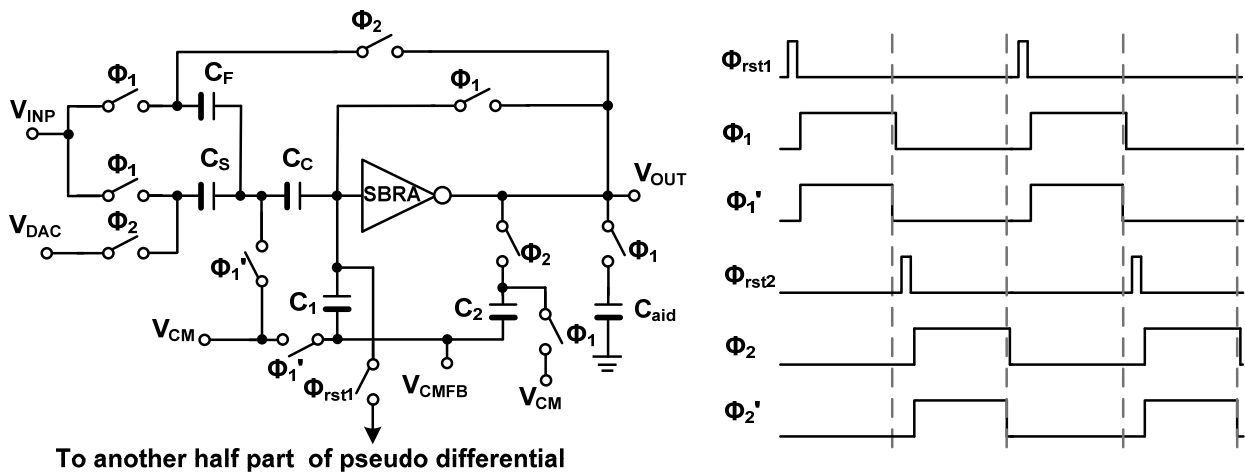 Φ2
Φ1
CF
Φ1
VINP
Φ1
CS
CC
SBRA
VOUT
VDAC
Φ2
Φ1'
Φ2
Φ1
C1
C2
Caid
VCM
Φ1'
Φrst1
VCMFB
Φ1
VCM
To another half part of pseudo differential
Φrst1
Φ1
Φ1'
Φrst2
Φ2
Φ2'